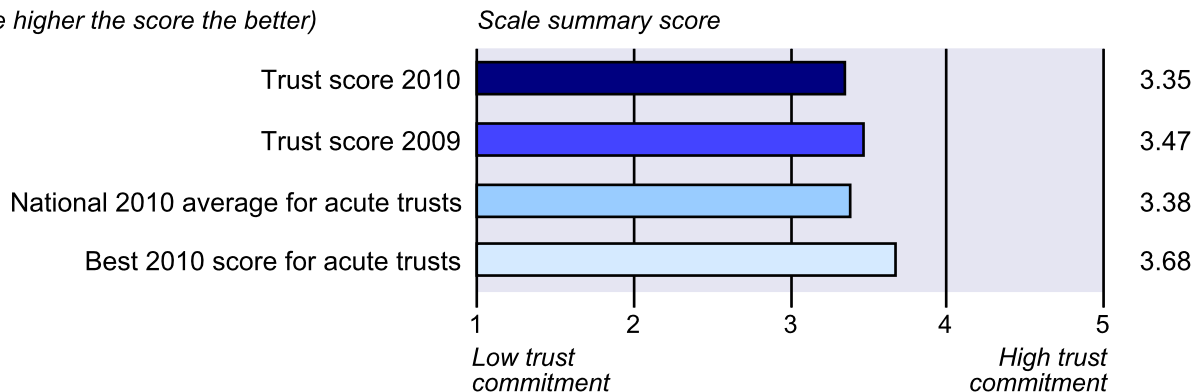 higher the score the better)
Scale summary score
Trust score 2010 3.35
Trust score 2009 3.47
National 2010 average for acute trusts 3.38
Best 2010 score for acute trusts 3.68
1 2 3 4 5
Low trust commitment
High trust commitment